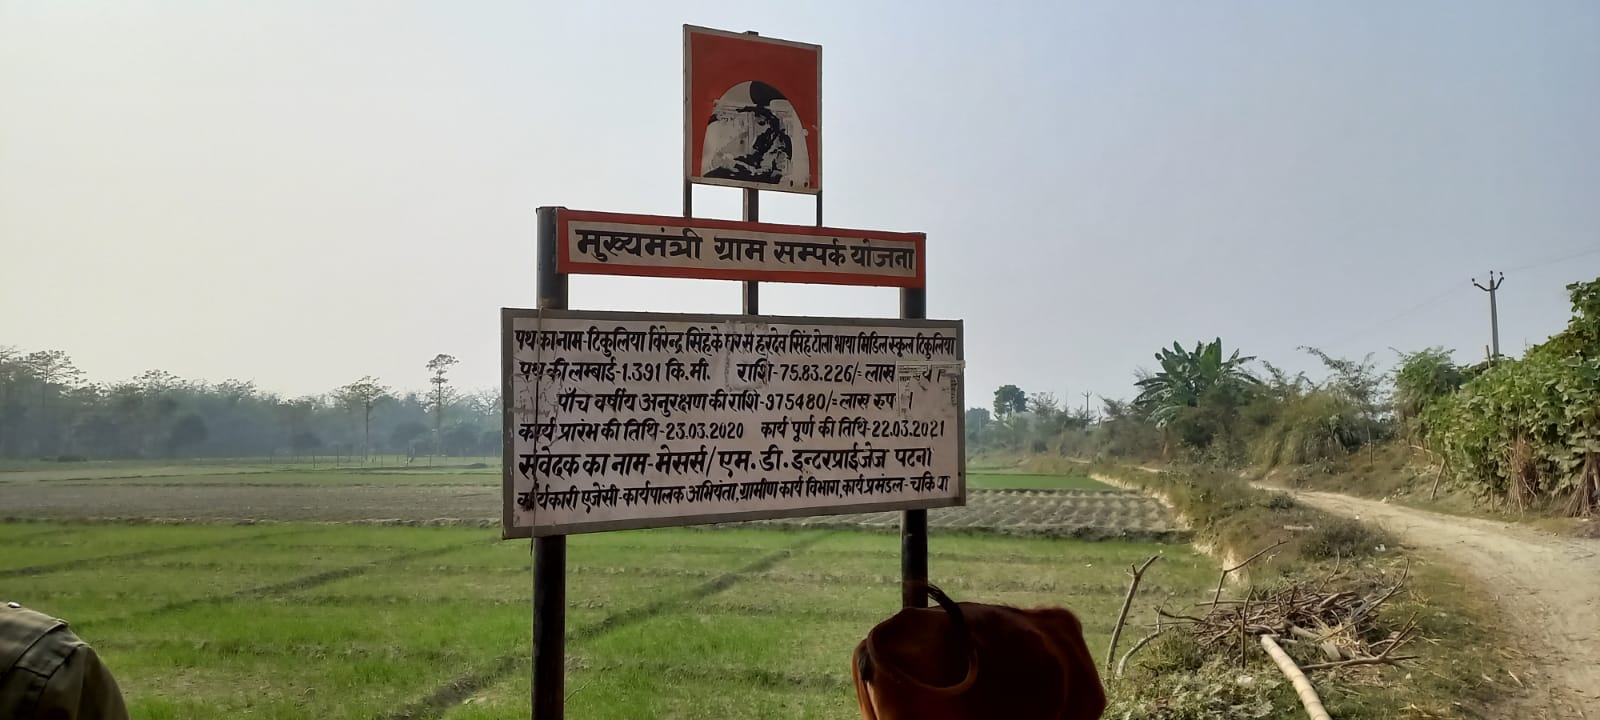 मुख्यमंत्री ग्राम सम्पर्क योजना
पथ का नाम-टिकुलिया विरेन्द्र सिंह के घर से हरदेव सिंह टोला भाया मिडिल स्कूल टिकुलिया
पथ की लम्बाई-1.391 कि.मी. राशि-75.83.226/- लाख
पाँच वर्षीय अनुरक्षण की राशि-975480/= लाख रुप
कार्य प्रारंभ की तिथि-23.03.2020 कार्य पूर्ण की तिथि-22.03.2021
संवेदक का नाम-मेसर्स/एम.डी. इन्टरप्राईजेज पटना
कार्यकारी एजेंसी-कार्यपालक अभियंता, ग्रामीण कार्य विभाग, कार्य प्रमंडल-चकिया